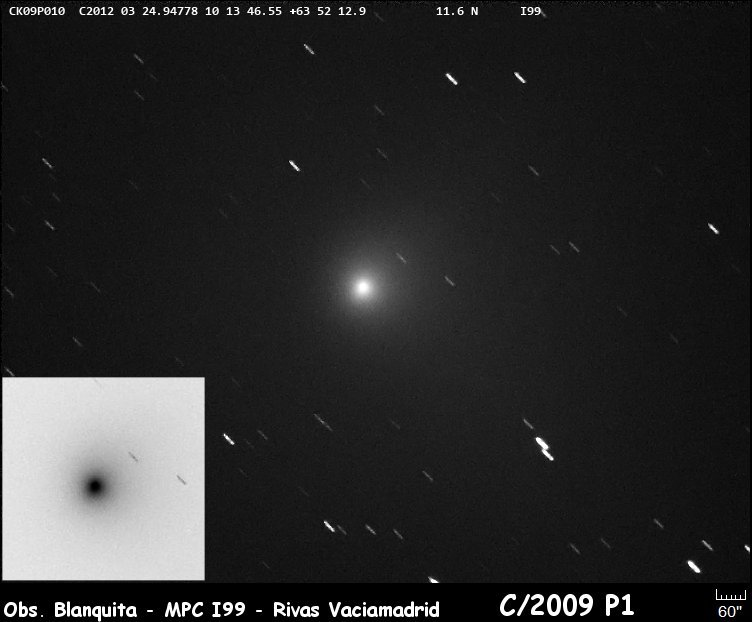 CK09P010 C2012 03 24.94778 10 13 46.55 +63 52 12.9 11.6 N I99
Obs. Blanquita - MPC I99 - Rivas Vaciamadrid
C/2009 P1
60"